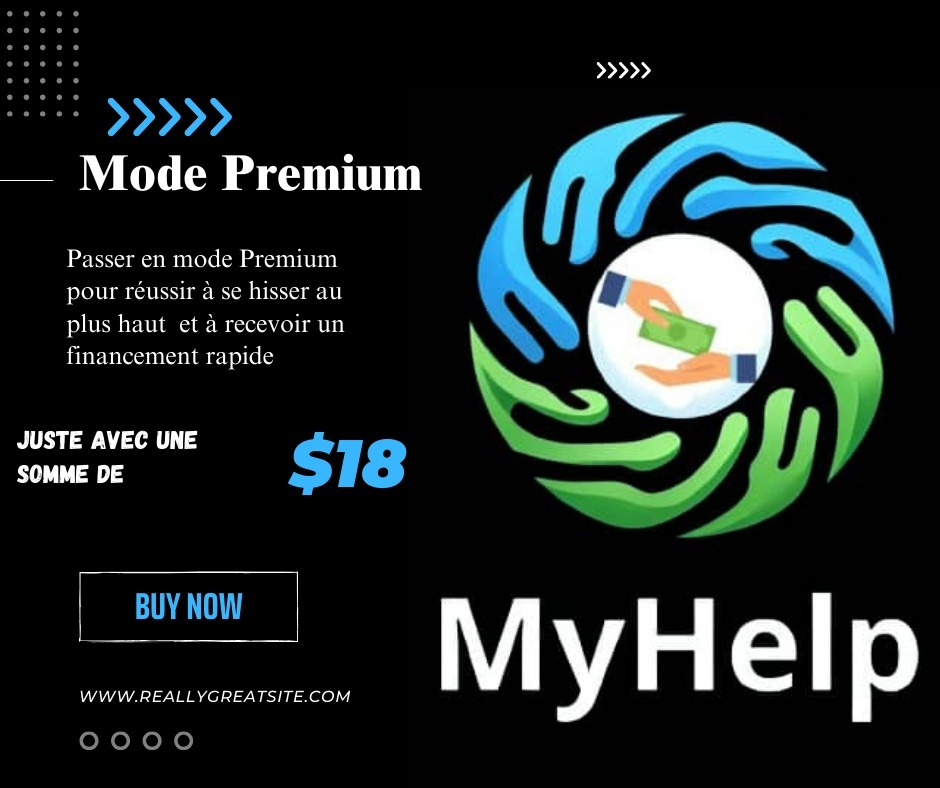 Mode Premium
Passer en mode Premium
pour réussir à se hisser au
plus haut et à recevoir un
financement rapide
JUSTE AVEC UNE
SOMME DE
$18
BUY NOW
WWW.REALLYGREATSITE.COM
MyHelp